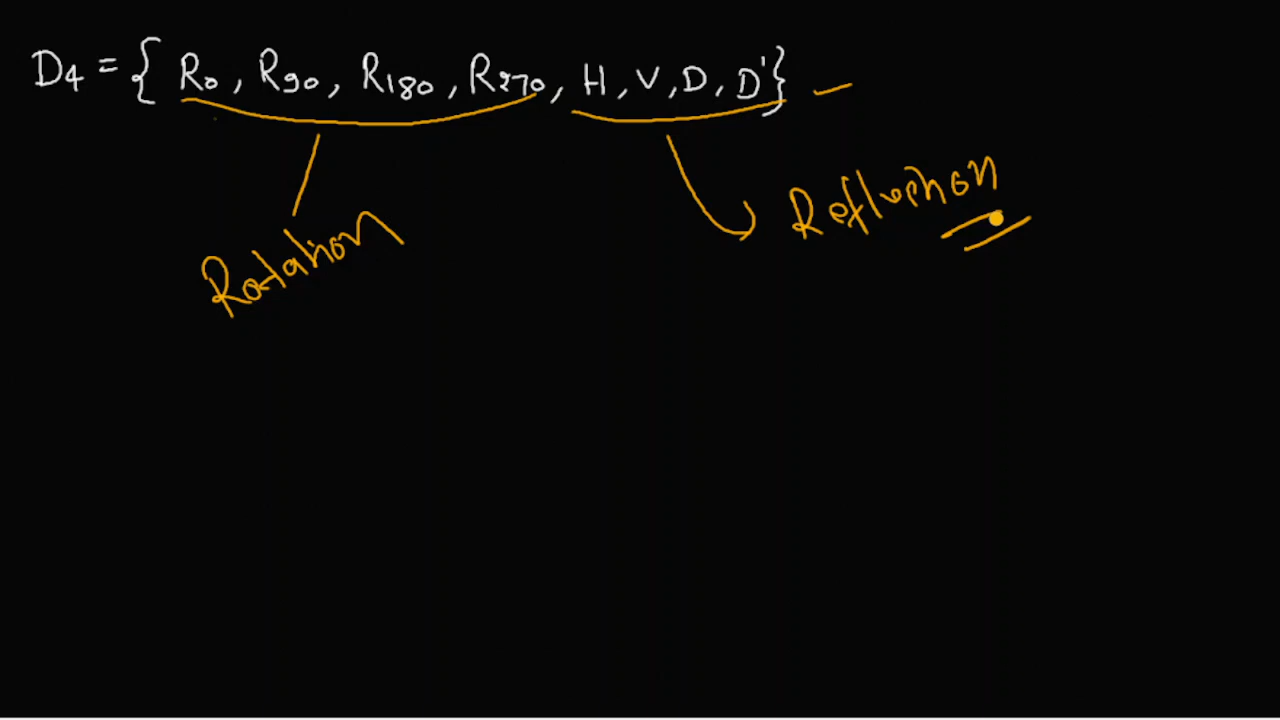 D4 = { R0, R90, R180, R270, H, V, D, D' }
Reflection
Rotation